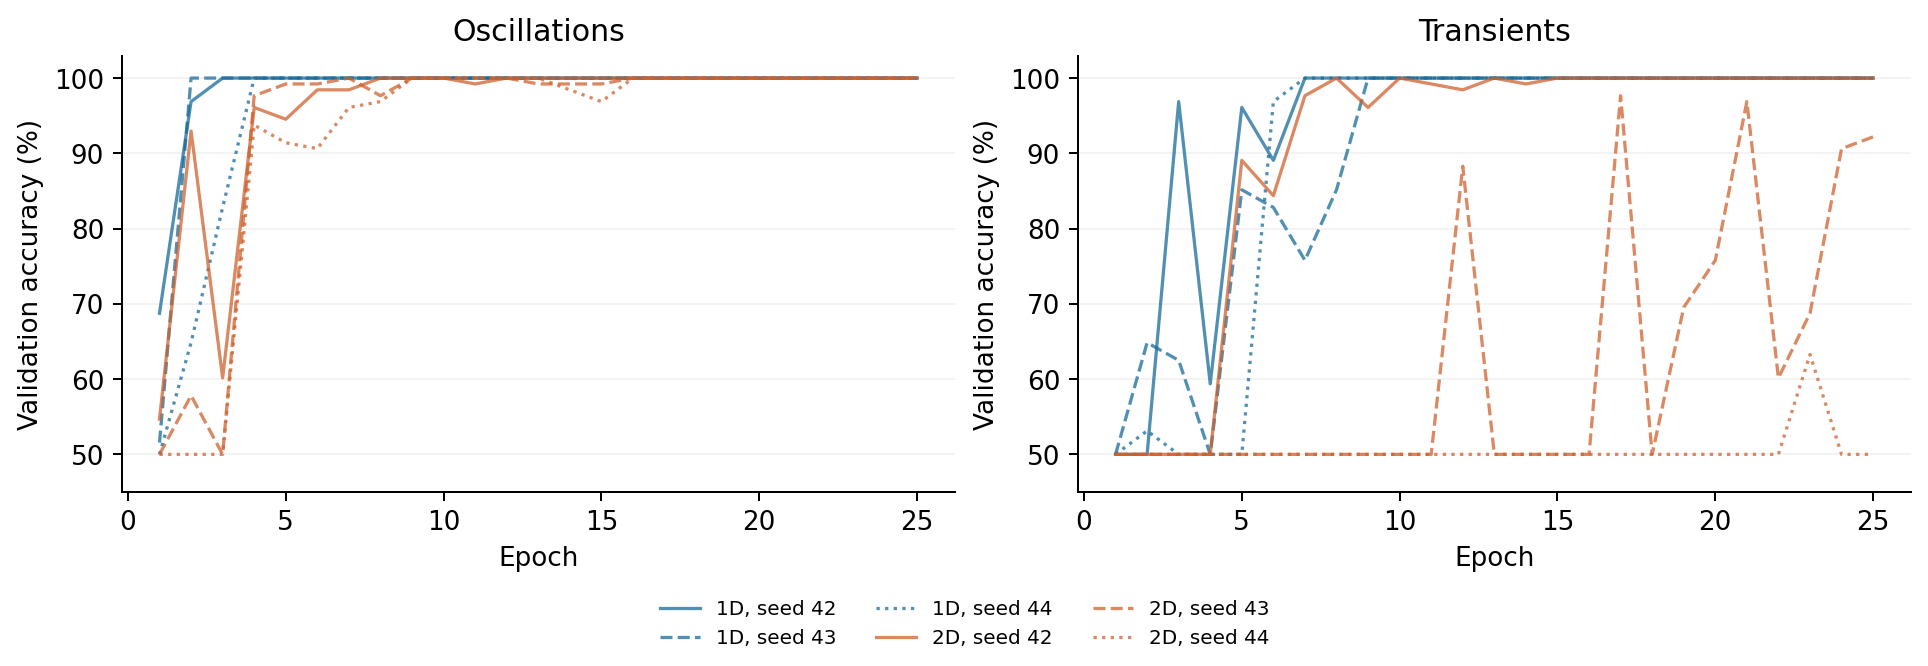 Oscillations
Validation accuracy (%)
100
90
80
70
60
50
0 5 10 15 20 25
Epoch
Transients
Validation accuracy (%)
100
90
80
70
60
50
0 5 10 15 20 25
Epoch
1D, seed 42
1D, seed 43
1D, seed 44
2D, seed 42
2D, seed 43
2D, seed 44